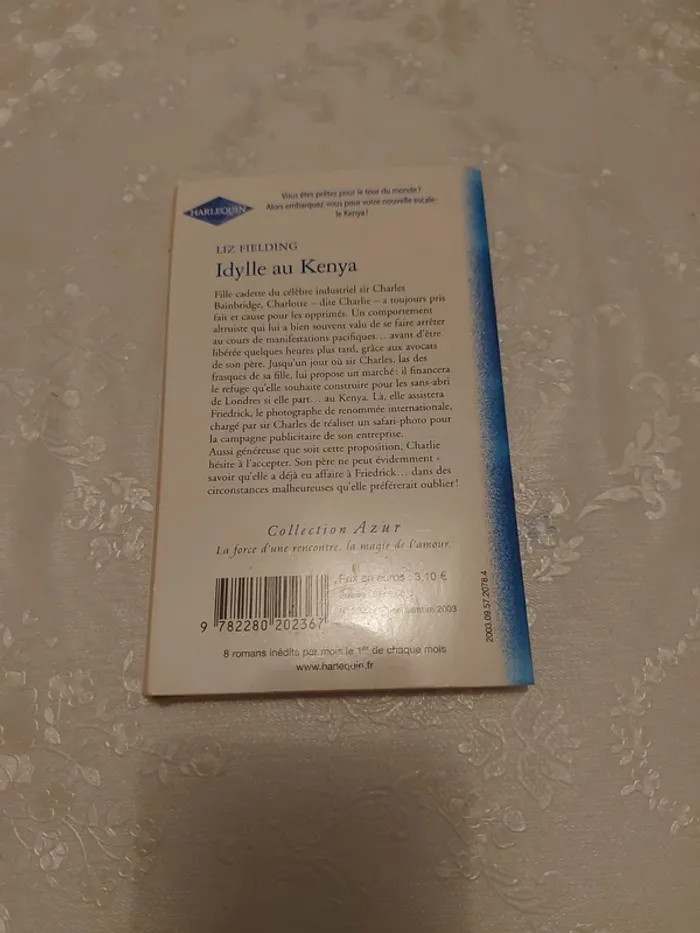 HARLEQUIN
Vous êtes prêtes pour le tour du monde ?
Alors embarquez-vous pour votre nouvelle escale :
le Kenya !
LIZ FIELDING
Idylle au Kenya
Fille cadette du célèbre industriel sir Charles
Bainbridge, Charlotte – dite Charlie – a toujours pris
fait et cause pour les opprimés. Un comportement
altruiste qui lui a bien souvent valu de se faire arrêter
au cours de manifestations pacifiques... avant d'être
libérée quelques heures plus tard, grâce aux avocats
de son père. Jusqu'un jour où sir Charles, las des
frasques de sa fille, lui propose un marché : il financera
le refuge qu'elle souhaite construire pour les sans-abri
de Londres si elle part... au Kenya. Là, elle assistera
Friedrick, le photographe de renommée internationale,
chargé par sir Charles de réaliser un safari-photo pour
la campagne publicitaire de son entreprise.
Aussi généreuse que soit cette proposition, Charlie
hésite à l'accepter. Son père ne peut évidemment
savoir qu'elle a déjà eu affaire à Friedrick... dans des
circonstances malheureuses qu'elle préférerait oublier !
Collection Azur
La force d'une rencontre, la magie de l'amour.
Prix en euros : 3,10 €
2003
9 782280 202367
8 romans inédits par mois le 1er de chaque mois
www.harlequin.fr
2003.09.57.2078.4